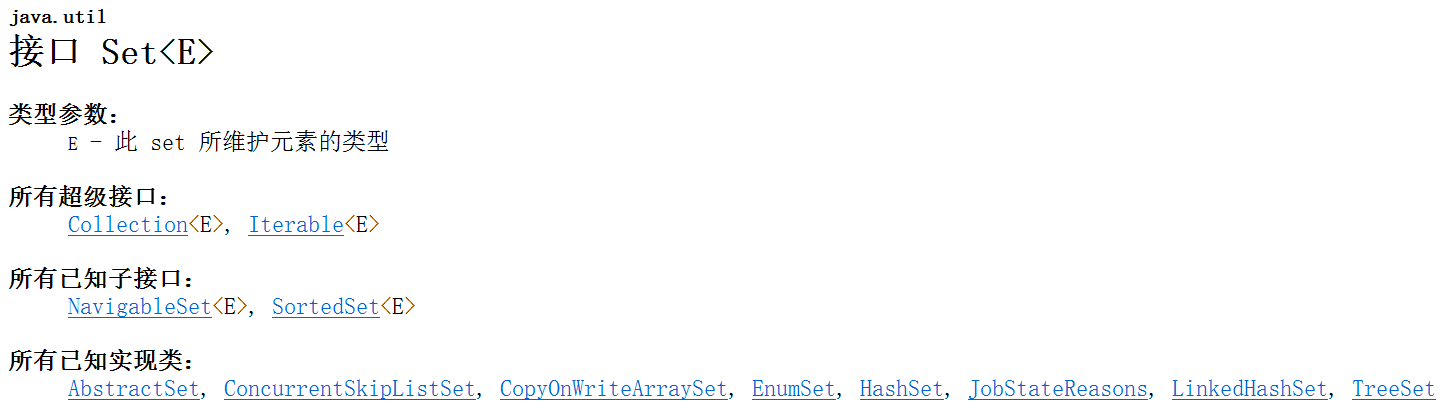 java.util
接口 Set<E>
类型参数：
E - 此 set 所维护元素的类型
所有超级接口：
Collection<E>, Iterable<E>
所有已知子接口：
NavigableSet<E>, SortedSet<E>
所有已知实现类：
AbstractSet, ConcurrentSkipListSet, CopyOnWriteArraySet, EnumSet, HashSet, JobStateReasons, LinkedHashSet, TreeSet